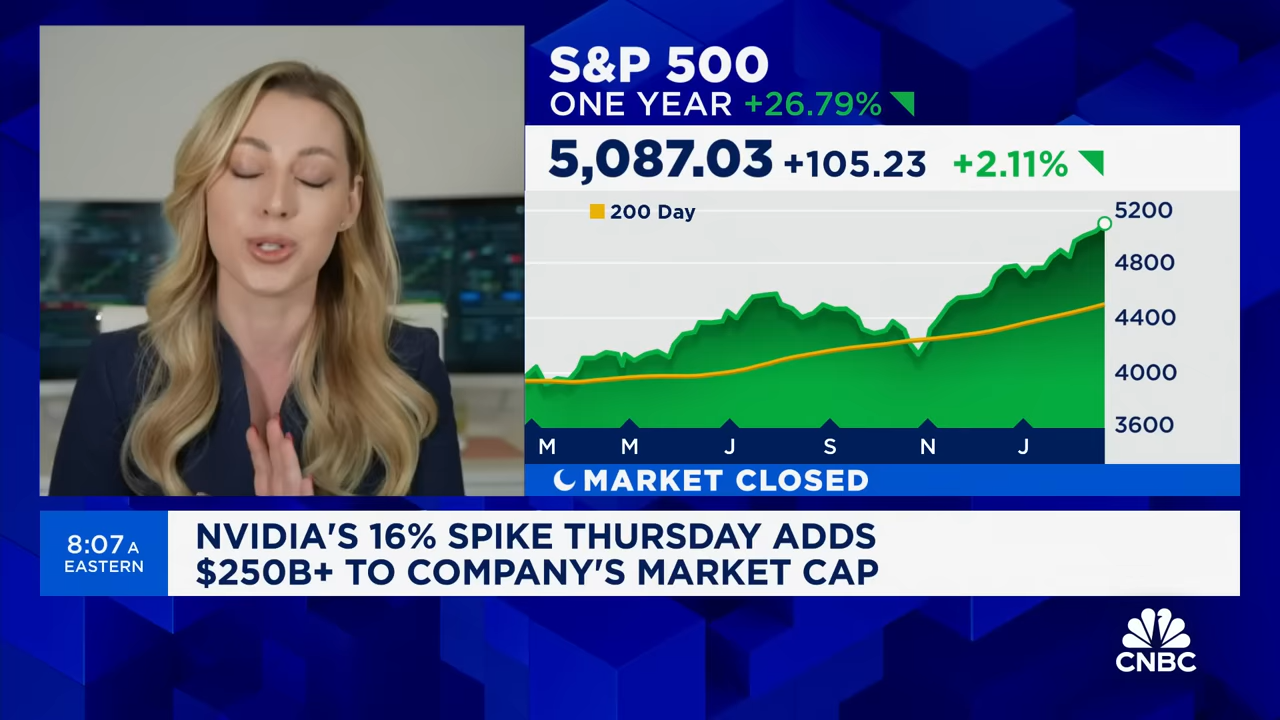 S&P 500
ONE YEAR +26.79%
5,087.03 +105.23 +2.11%
200 Day
5200
4800
4400
4000
3600
M M J S N J
MARKET CLOSED
8:07 A
EASTERN
NVIDIA'S 16% SPIKE THURSDAY ADDS
$250B+ TO COMPANY'S MARKET CAP
CNBC